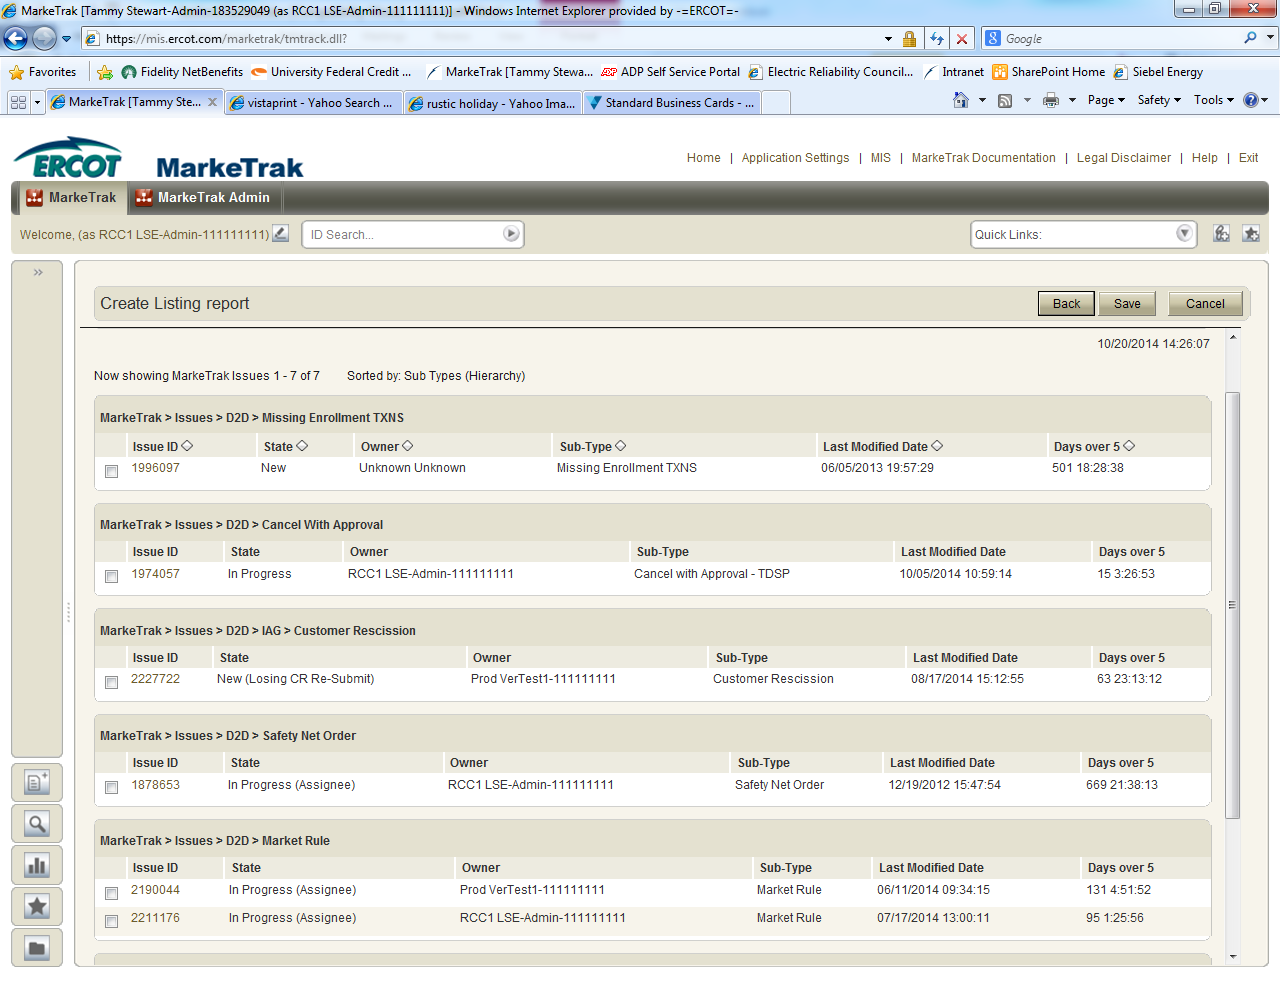 MarkeTrak [Tammy Stewart-Admin-183529049 (as RCC1 LSE-Admin-111111111)] - Windows Internet Explorer provided by -=ERCOT=-
https://mis.ercot.com/marketrak/tmtrack.dll?
Google
Favorites
Fidelity NetBenefits
University Federal Credit ...
MarkeTrak [Tammy Stewa...
ADP Self Service Portal
Electric Reliability Council...
Intranet
SharePoint Home
Siebel Energy
MarkeTrak [Tammy Ste...
vistaprint - Yahoo Search ...
rustic holiday - Yahoo Ima...
Standard Business Cards - ...
Page
Safety
Tools
ERCOT
MarkeTrak
Home | Application Settings | MIS | MarkeTrak Documentation | Legal Disclaimer | Help | Exit
MarkeTrak
MarkeTrak Admin
Welcome, (as RCC1 LSE-Admin-111111111)
ID Search...
Quick Links:
Create Listing report
Back
Save
Cancel
10/20/2014 14:26:07
Now showing MarkeTrak Issues 1 - 7 of 7 Sorted by: Sub Types (Hierarchy)
MarkeTrak > Issues > D2D > Missing Enrollment TXNS
Issue ID State Owner Sub-Type Last Modified Date Days over 5
1996097 New Unknown Unknown Missing Enrollment TXNS 06/05/2013 19:57:29 501 18:28:38
MarkeTrak > Issues > D2D > Cancel With Approval
Issue ID State Owner Sub-Type Last Modified Date Days over 5
1974057 In Progress RCC1 LSE-Admin-111111111 Cancel with Approval - TDSP 10/05/2014 10:59:14 15 3:26:53
MarkeTrak > Issues > D2D > IAG > Customer Rescission
Issue ID State Owner Sub-Type Last Modified Date Days over 5
2227722 New (Losing CR Re-Submit) Prod VerTest1-111111111 Customer Rescission 08/17/2014 15:12:55 63 23:13:12
MarkeTrak > Issues > D2D > Safety Net Order
Issue ID State Owner Sub-Type Last Modified Date Days over 5
1878653 In Progress (Assignee) RCC1 LSE-Admin-111111111 Safety Net Order 12/19/2012 15:47:54 669 21:38:13
MarkeTrak > Issues > D2D > Market Rule
Issue ID State Owner Sub-Type Last Modified Date Days over 5
2190044 In Progress (Assignee) Prod VerTest1-111111111 Market Rule 06/11/2014 09:34:15 131 4:51:52
2211176 In Progress (Assignee) RCC1 LSE-Admin-111111111 Market Rule 07/17/2014 13:00:11 95 1:25:56